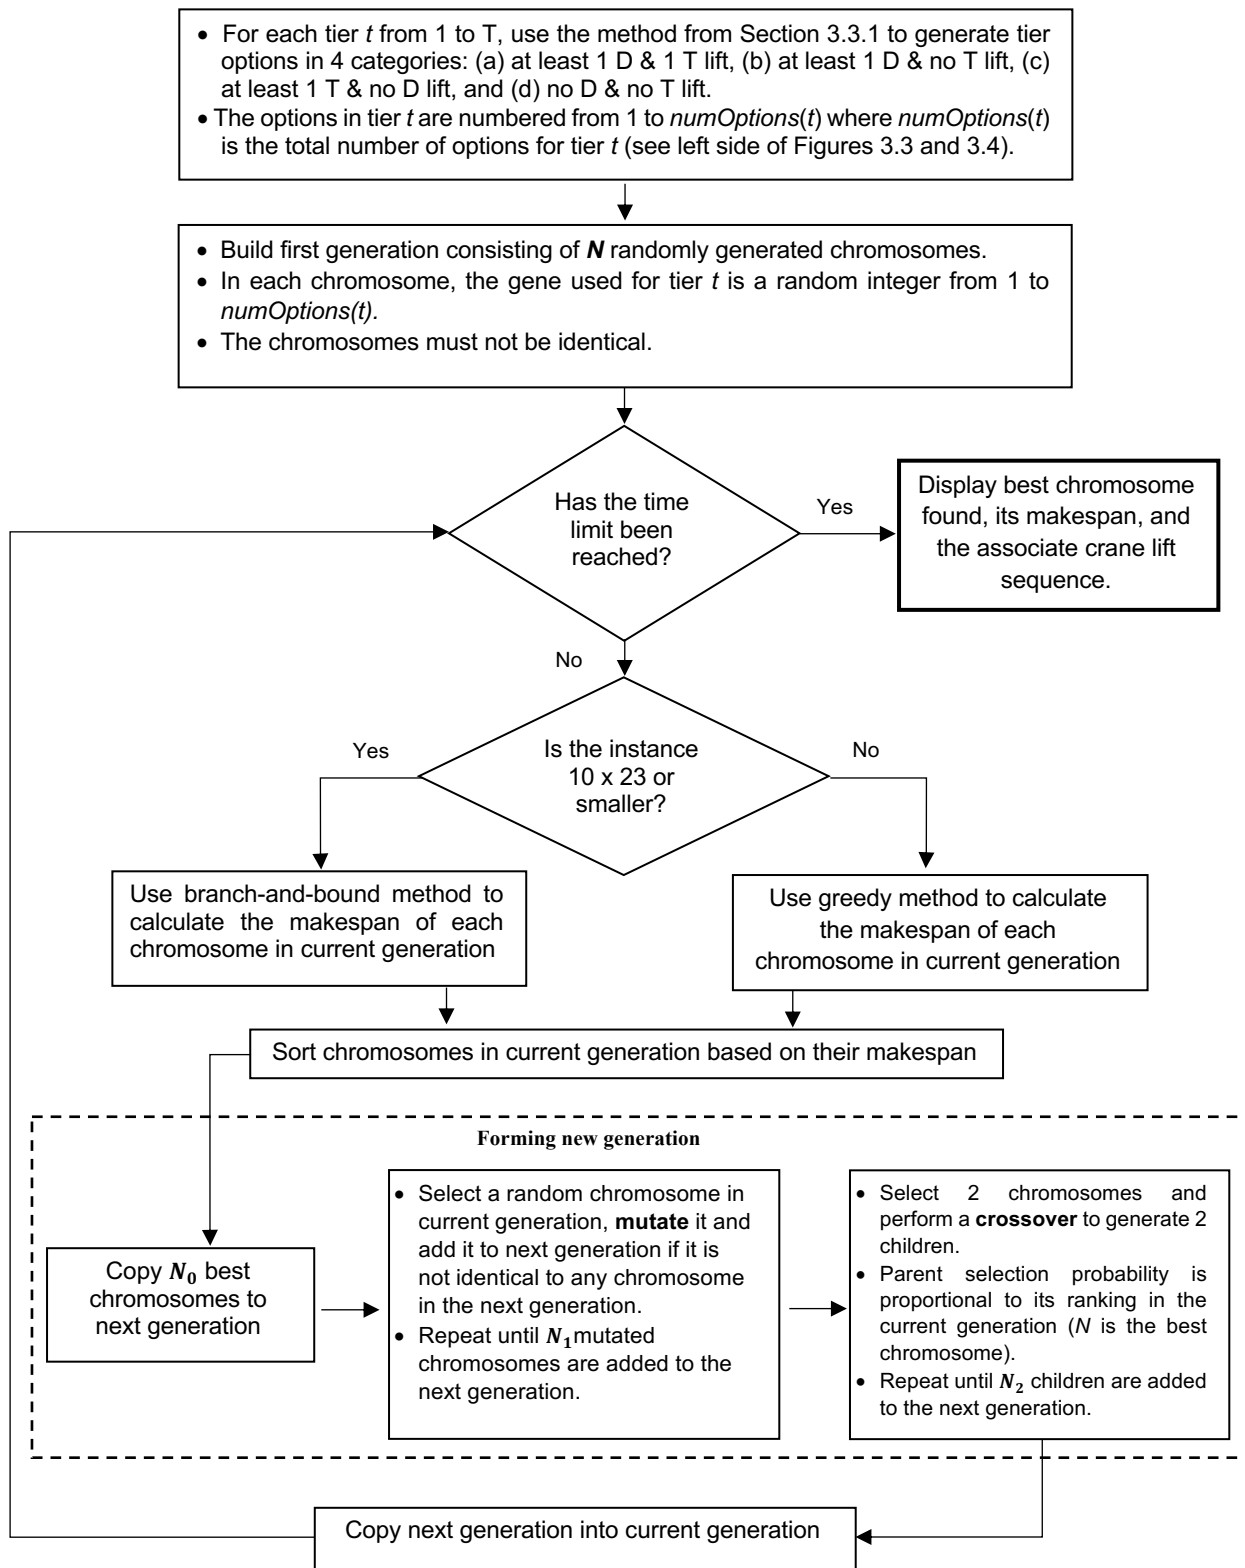 • For each tier t from 1 to T, use the method from Section 3.3.1 to generate tier
options in 4 categories: (a) at least 1 D & 1 T lift, (b) at least 1 D & no T lift, (c)
at least 1 T & no D lift, and (d) no D & no T lift.
• The options in tier t are numbered from 1 to numOptions(t) where numOptions(t)
is the total number of options for tier t (see left side of Figures 3.3 and 3.4).
• Build first generation consisting of N randomly generated chromosomes.
• In each chromosome, the gene used for tier t is a random integer from 1 to
numOptions(t).
• The chromosomes must not be identical.
Has the time
limit been
reached?
Yes
Display best chromosome
found, its makespan, and
the associate crane lift
sequence.
No
Is the instance
10 x 23 or
smaller?
Yes
No
Use branch-and-bound method to
calculate the makespan of each
chromosome in current generation
Use greedy method to calculate
the makespan of each
chromosome in current generation
Sort chromosomes in current generation based on their makespan
Forming new generation
Copy N₀ best
chromosomes to
next generation
• Select a random chromosome in
current generation, mutate it and
add it to next generation if it is
not identical to any chromosome
in the next generation.
• Repeat until N₁ mutated
chromosomes are added to the
next generation.
• Select 2 chromosomes and
perform a crossover to generate 2
children.
• Parent selection probability is
proportional to its ranking in the
current generation (N is the best
chromosome).
• Repeat until N₂ children are added
to the next generation.
Copy next generation into current generation